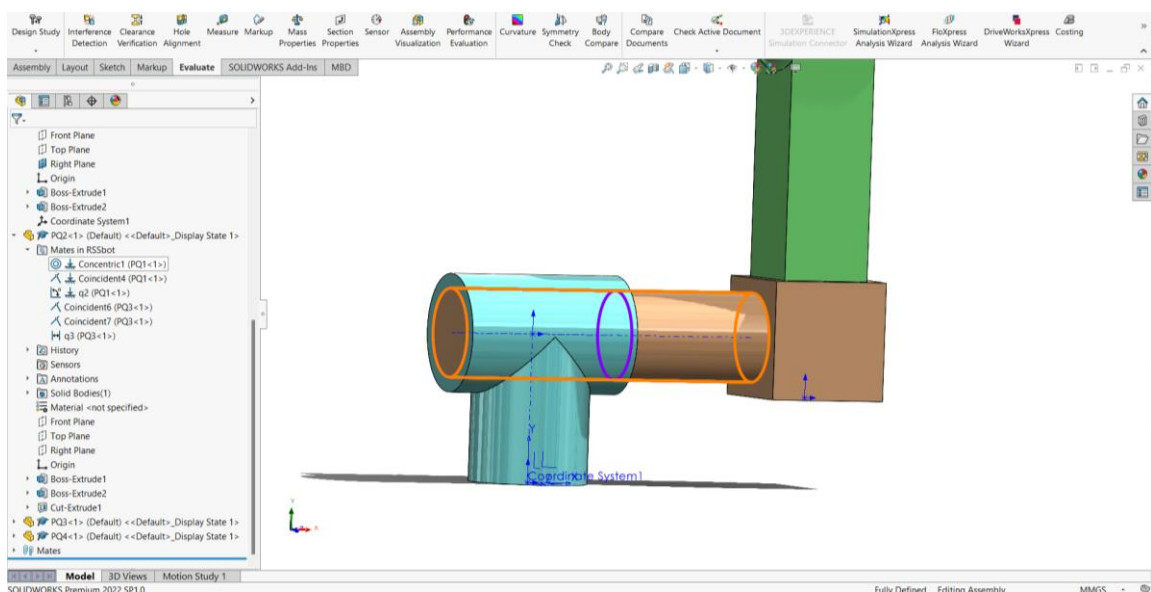 Design Study
Interference Detection
Clearance Verification
Hole Alignment
Measure
Markup
Mass Properties
Section Properties
Sensor
Assembly Visualization
Performance Evaluation
Curvature
Symmetry Check
Body Compare
Compare Documents
Check Active Document
3DEXPERIENCE Simulation Connector
SimulationXpress Analysis Wizard
FloXpress Analysis Wizard
DriveWorksXpress Wizard
Costing
Assembly Layout Sketch Markup Evaluate SOLIDWORKS Add-Ins MBD
Front Plane
Top Plane
Right Plane
Origin
Boss-Extrude1
Boss-Extrude2
Coordinate System1
PQ2<1> (Default) <<Default>_Display State 1>
Mates in RSSbot
Concentric1 (PQ1<1>)
Coincident4 (PQ1<1>)
q2 (PQ1<1>)
Coincident6 (PQ3<1>)
Coincident7 (PQ3<1>)
q3 (PQ3<1>)
History
Sensors
Annotations
Solid Bodies(1)
Material <not specified>
Front Plane
Top Plane
Right Plane
Origin
Boss-Extrude1
Boss-Extrude2
Cut-Extrude1
PQ3<1> (Default) <<Default>_Display State 1>
PQ4<1> (Default) <<Default>_Display State 1>
Mates
Y
Coordinate System1
X
Model 3D Views Motion Study 1
SOLIDWORKS Premium 2022 SP1.0
Fully Defined Editing Assembly MMGS